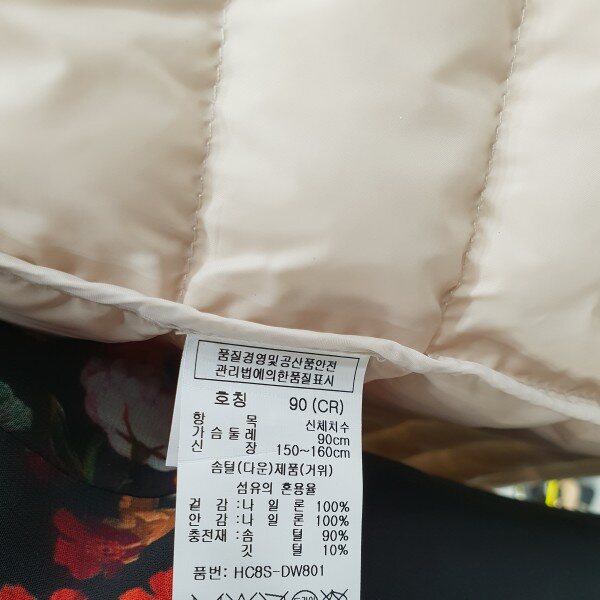 품질경영및공산품안전
관리법에의한품질표시
호칭 90 (CR)
항 목 신체치수
가 슴 둘 레 90cm
신 장 150~160cm
솜털(다운)제품(거위)
섬유의 혼용율
겉 감 : 나 일 론 100%
안 감 : 나 일 론 100%
충전재 : 솜 털 90%
깃 털 10%
품번: HC8S-DW801